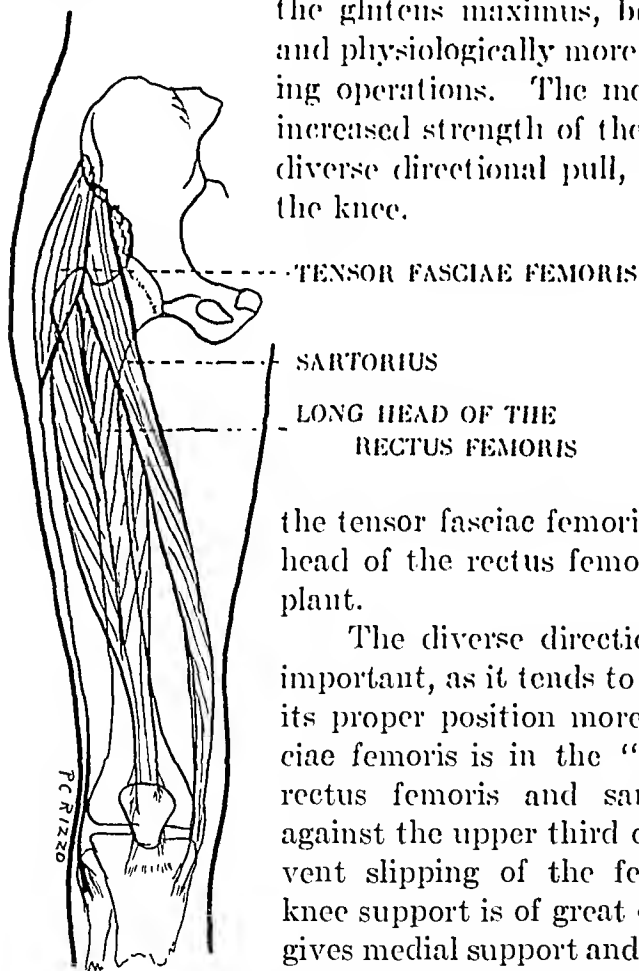 the glutens maximus, be
and physiologically more
ing operations. The mo
increased strength of the
diverse directional pull,
the knee.
TENSOR FASCIAE FEMORIS
SARTORIUS
LONG HEAD OF THE
RECTUS FEMORIS
the tensor fasciae femori
head of the rectus femo
plant.
The diverse directio
important, as it tends to
its proper position more
ciae femoris is in the “
rectus femoris and sar
against the upper third o
vent slipping of the fe
knee support is of great
gives medial support and
P C RIZZO